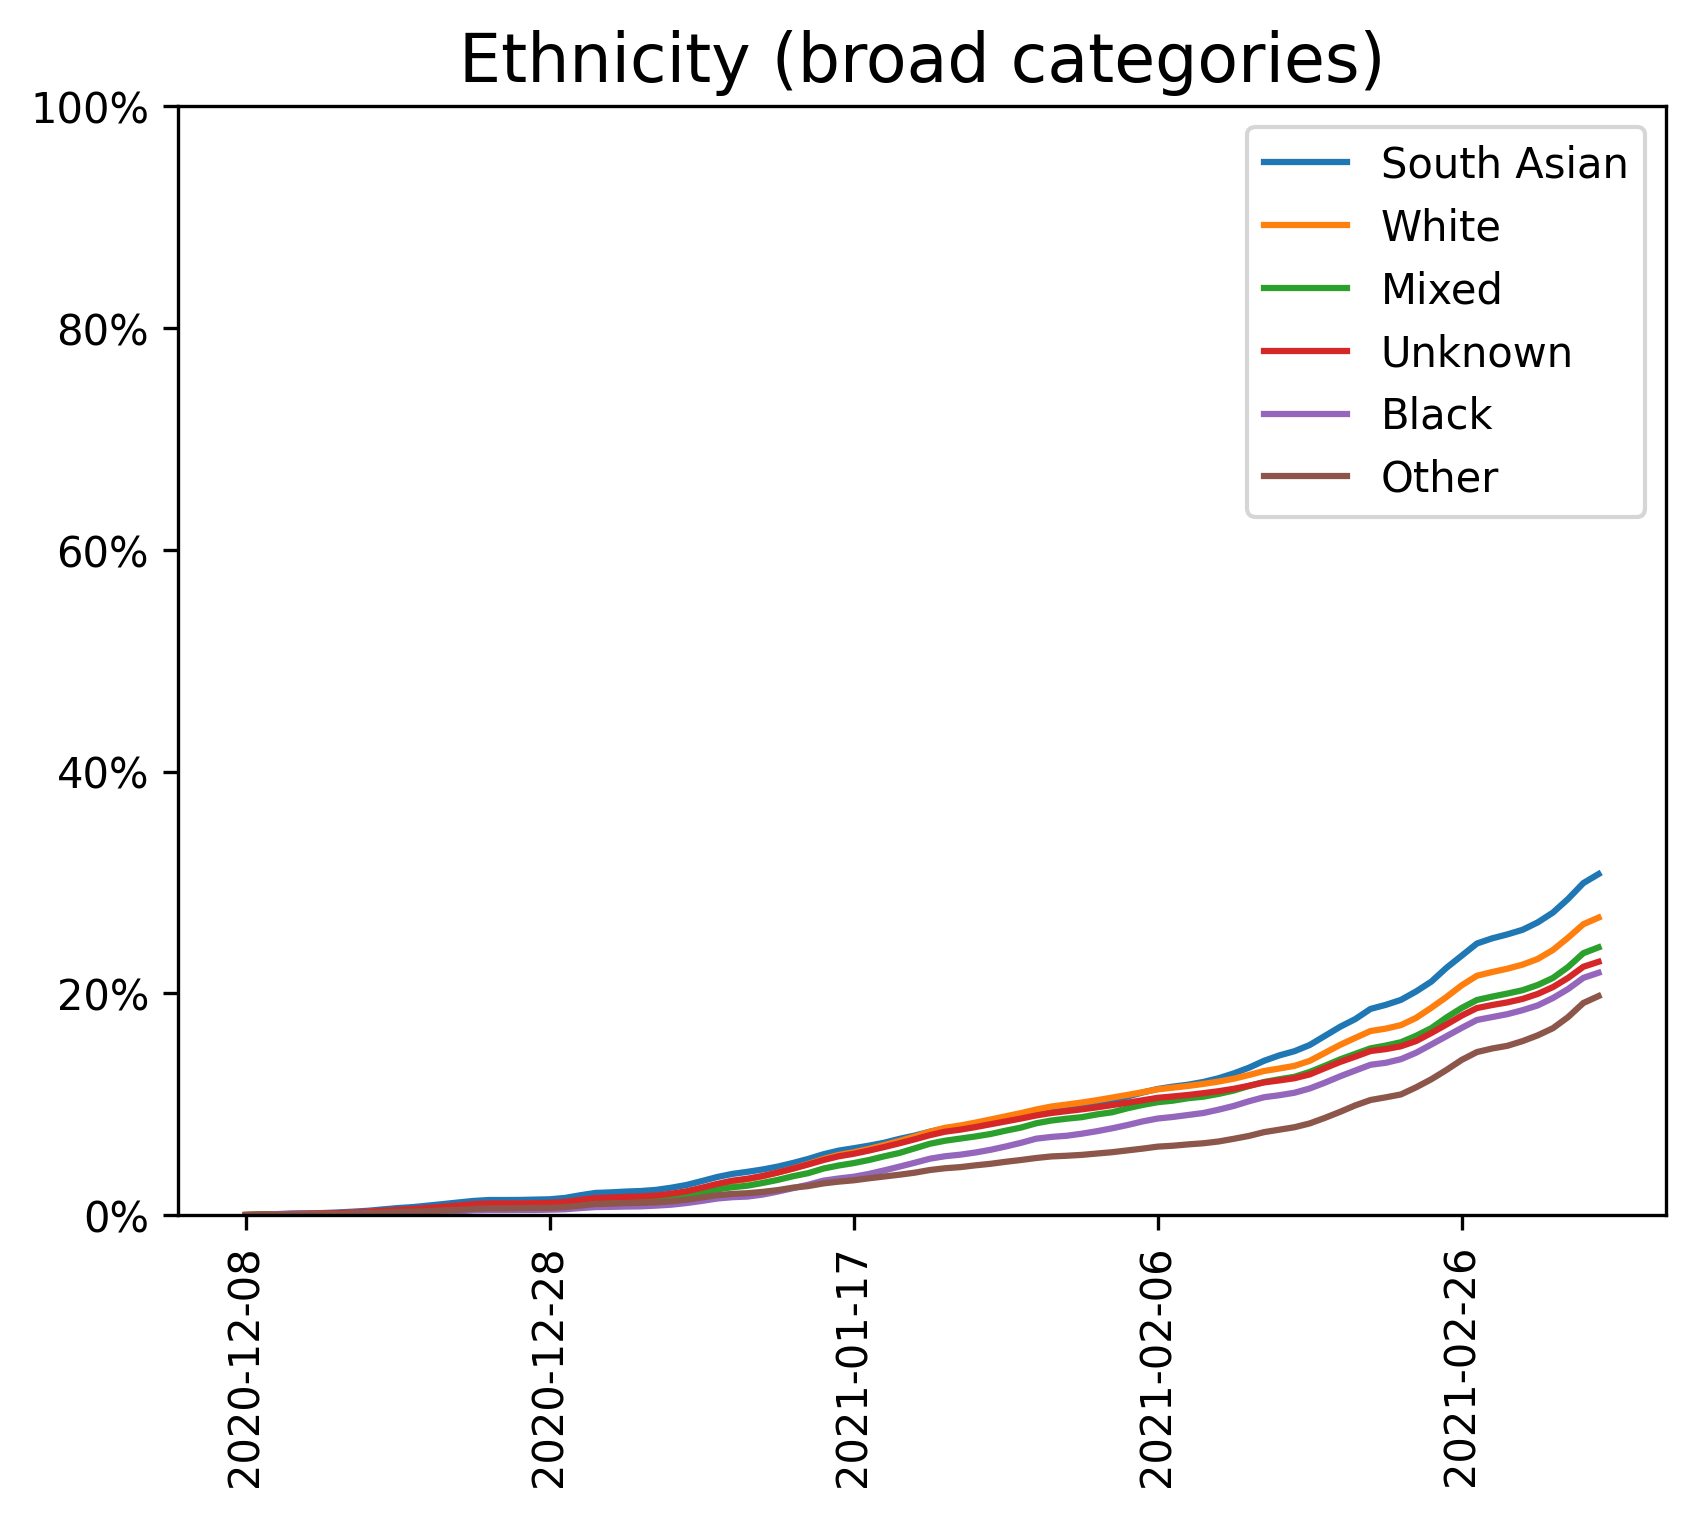 Ethnicity (broad categories)
100%
80%
60%
40%
20%
0%
South Asian
White
Mixed
Unknown
Black
Other
2020-12-08
2020-12-28
2021-01-17
2021-02-06
2021-02-26